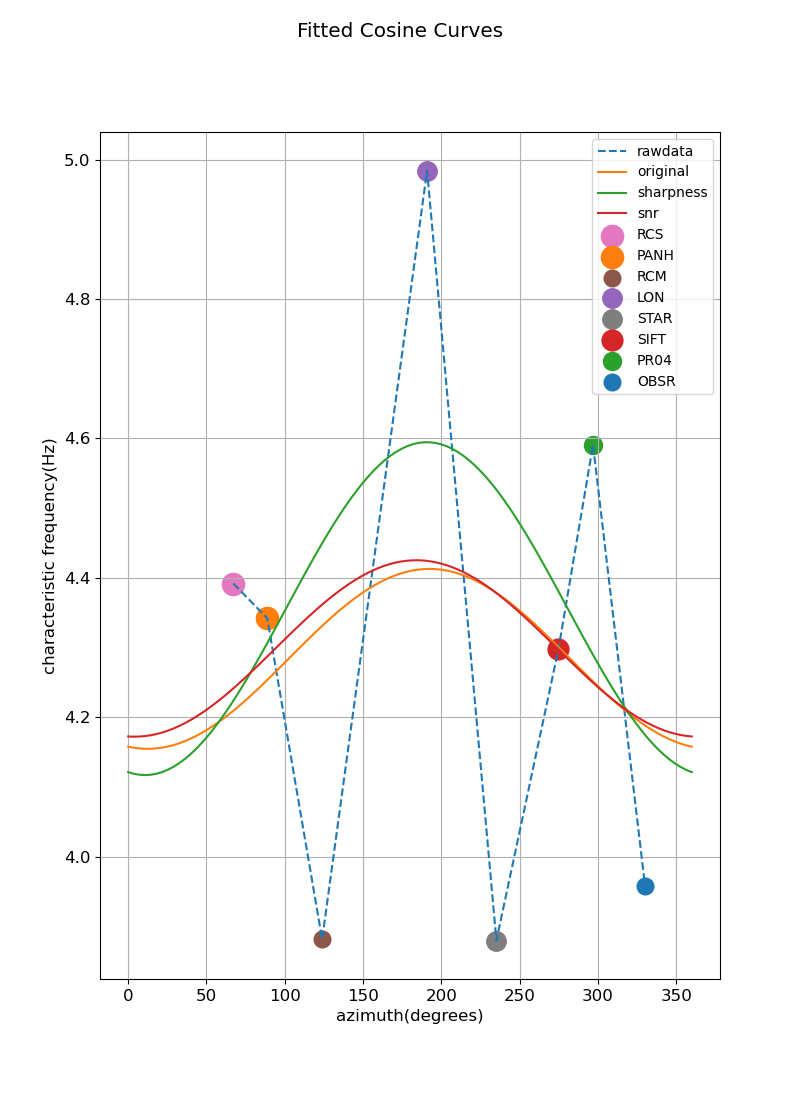 Fitted Cosine Curves
5.0
4.8
4.6
4.4
4.2
4.0
characteristic frequency(Hz)
0 50 100 150 200 250 300 350
azimuth(degrees)
rawdata
original
sharpness
snr
RCS
PANH
RCM
LON
STAR
SIFT
PR04
OBSR